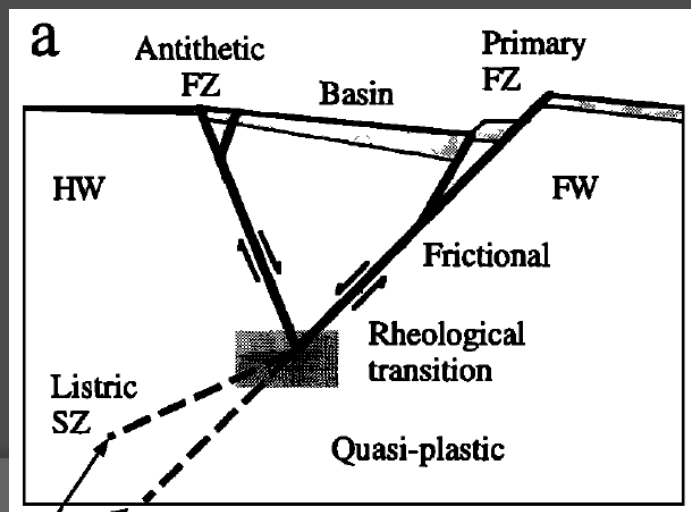 a
Antithetic
FZ
Basin
Primary
FZ
HW
FW
Frictional
Rheological
transition
Listric
SZ
Quasi-plastic